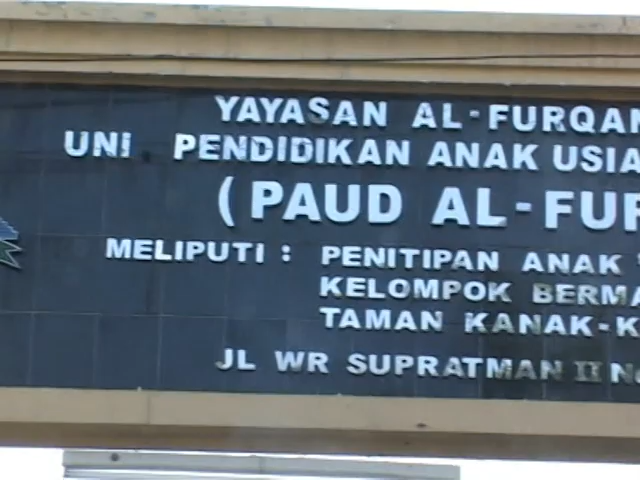 YAYASAN AL-FURQAN
UNI PENDIDIKAN ANAK USIA
( PAUD AL-FUR
MELIPUTI : PENITIPAN ANAK
KELOMPOK BERMA
TAMAN KANAK-K
JL WR SUPRATMAN II No